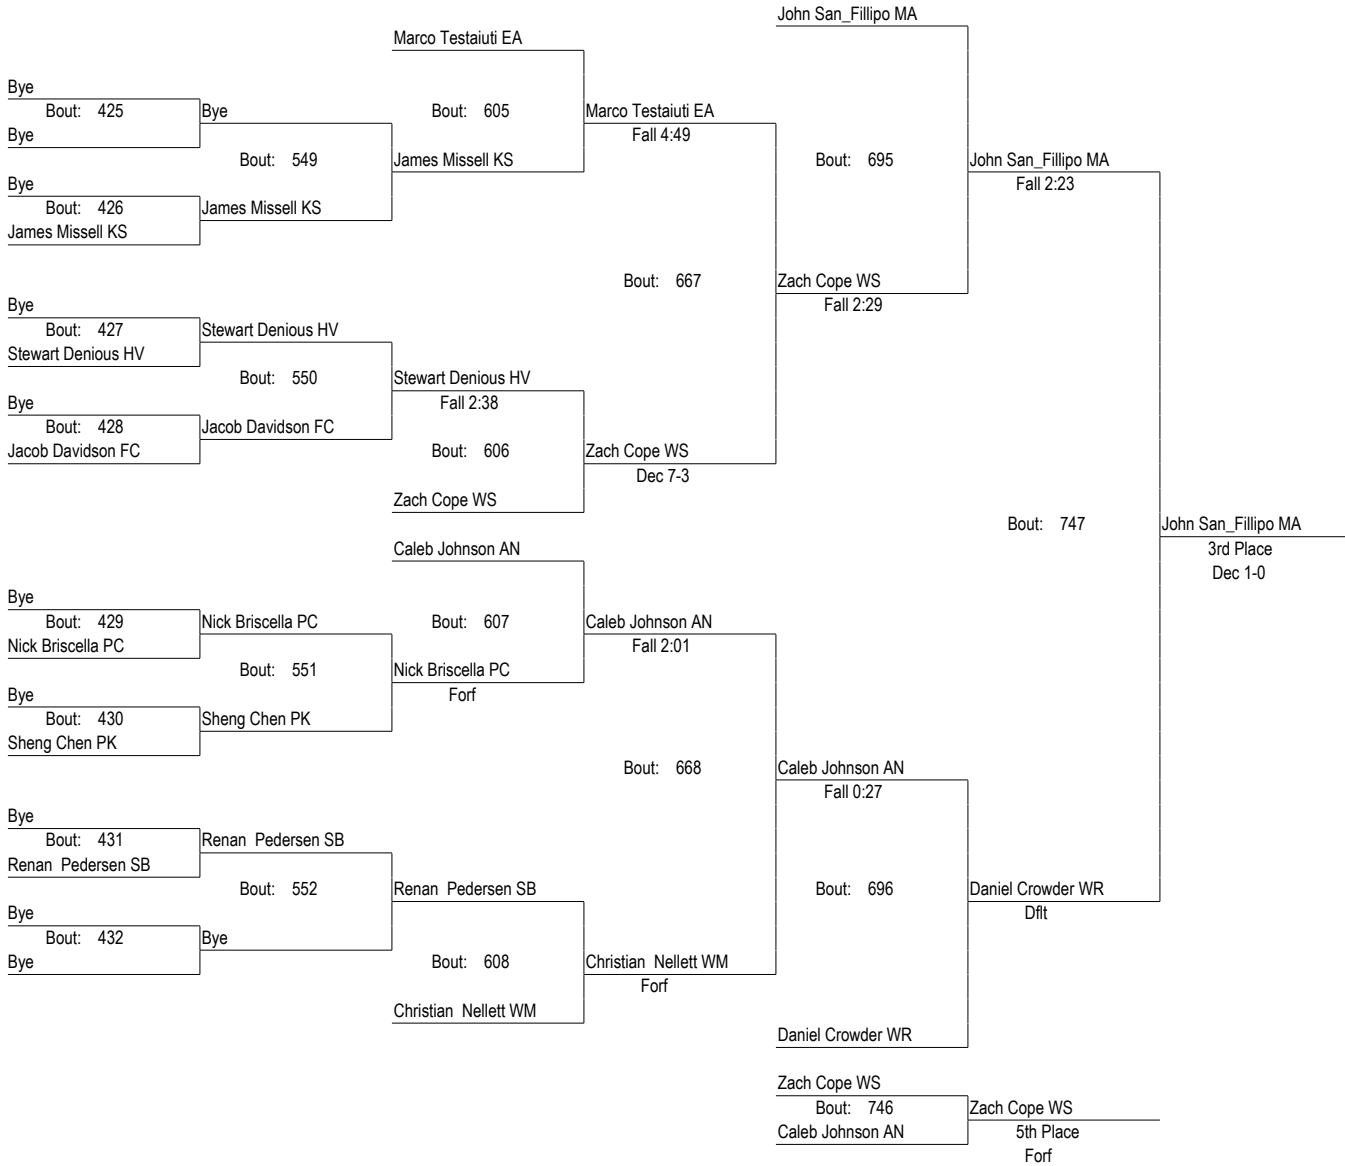 John San_Fillipo MA
Marco Testaiuti EA
Bye
Bout: 425
Bye
Bout: 605
Marco Testaiuti EA
Bye
Fall 4:49
Bout: 549
James Missell KS
Bout: 695
John San_Fillipo MA
Bye
Fall 2:23
Bout: 426
James Missell KS
James Missell KS
Bout: 667
Zach Cope WS
Bye
Fall 2:29
Bout: 427
Stewart Denious HV
Stewart Denious HV
Bout: 550
Stewart Denious HV
Bye
Fall 2:38
Bout: 428
Jacob Davidson FC
Jacob Davidson FC
Bout: 606
Zach Cope WS
Dec 7-3
Zach Cope WS
Bout: 747
John San_Fillipo MA
Caleb Johnson AN
3rd Place
Dec 1-0
Bye
Bout: 429
Nick Briscella PC
Bout: 607
Caleb Johnson AN
Nick Briscella PC
Fall 2:01
Bout: 551
Nick Briscella PC
Bye
Forf
Bout: 430
Sheng Chen PK
Sheng Chen PK
Bout: 668
Caleb Johnson AN
Fall 0:27
Bye
Bout: 431
Renan  Pedersen SB
Renan  Pedersen SB
Bout: 552
Renan  Pedersen SB
Bout: 696
Daniel Crowder WR
Bye
Dflt
Bout: 432
Bye
Bye
Bout: 608
Christian  Nellett WM
Forf
Christian  Nellett WM
Daniel Crowder WR
Zach Cope WS
Bout: 746
Zach Cope WS
Caleb Johnson AN
5th Place
Forf